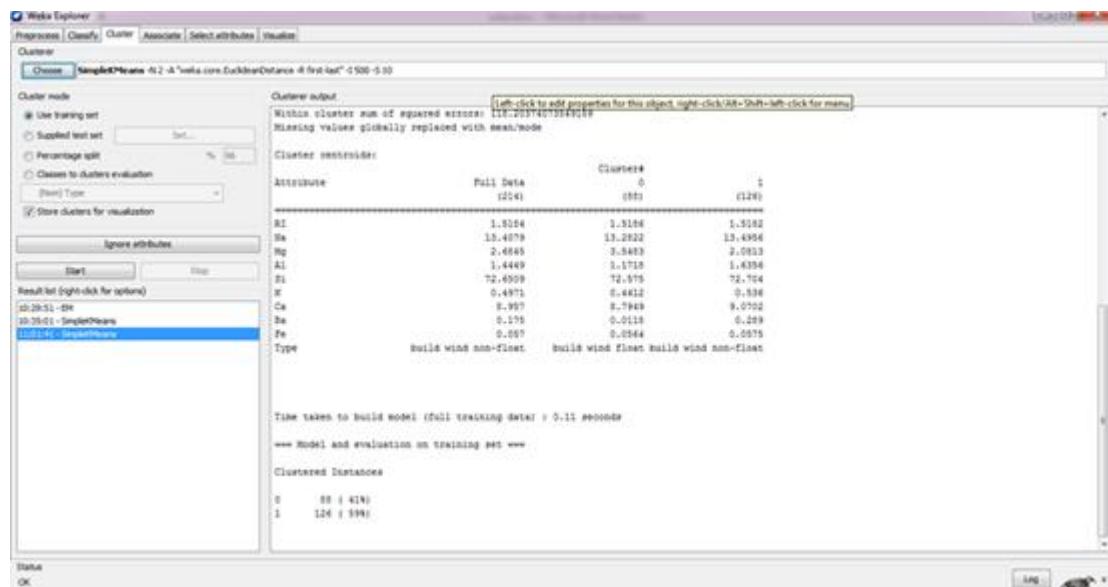 Weka Explorer
Preprocess Classify Cluster Associate Select attributes Visualize
Clusterer
Choose SimpleKMeans -N 2 -A "weka.core.EuclideanDistance -R first-last" -I 500 -S 10
Left-click to edit properties for this object, right-click/Alt+Shift+left-click for menu
Cluster mode
Use training set
Supplied test set Set...
Percentage split % 66
Classes to clusters evaluation
(Nom) Type
Store clusters for visualization
Ignore attributes
Start Stop
Result list (right-click for options)
10:29:51 - EM
10:35:01 - SimpleKMeans
SimpleKMeans
Clusterer output
Within cluster sum of squared errors:
Missing values globally replaced with mean/mode
Cluster centroids:
Cluster#
Attribute Full Data 0 1
(214) (88) (126)
RI 1.5184 1.5186 1.5182
Na 13.4079 13.2822 13.4956
Mg 2.6845 3.5483 2.0813
Al 1.4449 1.1718 1.6356
Si 72.6509 72.575 72.704
K 0.4971 0.4412 0.536
Ca 8.957 8.7949 9.0702
Ba 0.175 0.0118 0.289
Fe 0.057 0.0564 0.0575
Type build wind non-float build wind float build wind non-float
Time taken to build model (full training data) : 0.11 seconds
=== Model and evaluation on training set ===
Clustered Instances
0 88 ( 41%)
1 126 ( 59%)
Status
OK
Log